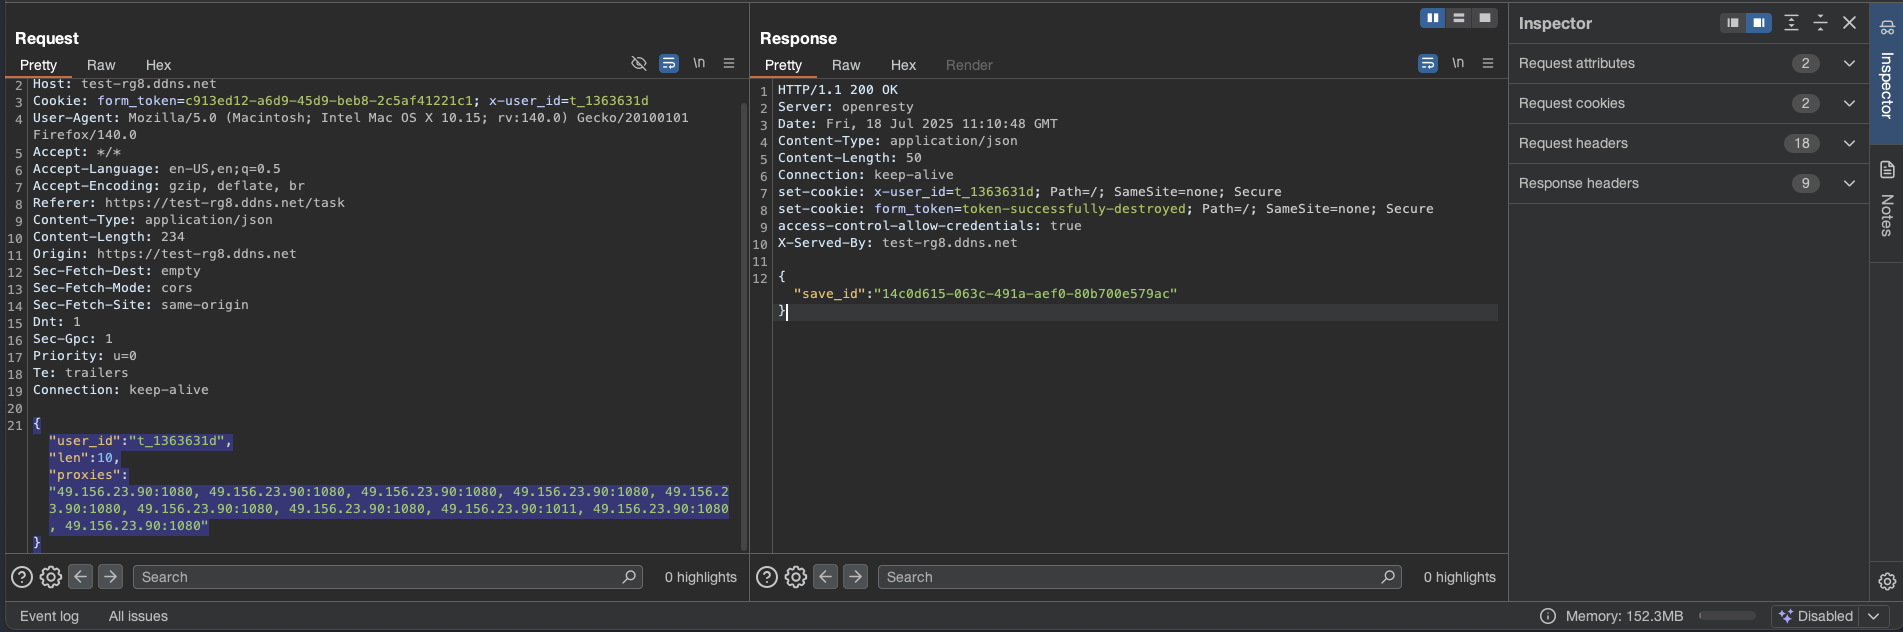 Request
Pretty Raw Hex \n
2 Host: test-rg8.ddns.net
3 Cookie: form_token=c913ed12-a6d9-45d9-beb8-2c5af41221c1; x-user_id=t_1363631d
4 User-Agent: Mozilla/5.0 (Macintosh; Intel Mac OS X 10.15; rv:140.0) Gecko/20100101
Firefox/140.0
5 Accept: */*
6 Accept-Language: en-US,en;q=0.5
7 Accept-Encoding: gzip, deflate, br
8 Referer: https://test-rg8.ddns.net/task
9 Content-Type: application/json
10 Content-Length: 234
11 Origin: https://test-rg8.ddns.net
12 Sec-Fetch-Dest: empty
13 Sec-Fetch-Mode: cors
14 Sec-Fetch-Site: same-origin
15 Dnt: 1
16 Sec-Gpc: 1
17 Priority: u=0
18 Te: trailers
19 Connection: keep-alive
20
21 {
"user_id":"t_1363631d",
"len":10,
"proxies":
"49.156.23.90:1080, 49.156.23.90:1080, 49.156.23.90:1080, 49.156.23.90:1080, 49.156.2
3.90:1080, 49.156.23.90:1080, 49.156.23.90:1080, 49.156.23.90:1011, 49.156.23.90:1080
, 49.156.23.90:1080"
}
Search 0 highlights
Response
Pretty Raw Hex Render \n
1 HTTP/1.1 200 OK
2 Server: openresty
3 Date: Fri, 18 Jul 2025 11:10:48 GMT
4 Content-Type: application/json
5 Content-Length: 50
6 Connection: keep-alive
7 set-cookie: x-user_id=t_1363631d; Path=/; SameSite=none; Secure
8 set-cookie: form_token=token-successfully-destroyed; Path=/; SameSite=none; Secure
9 access-control-allow-credentials: true
10 X-Served-By: test-rg8.ddns.net
11
12 {
"save_id":"14c0d615-063c-491a-aef0-80b700e579ac"
}
Search 0 highlights
Inspector
Request attributes 2
Request cookies 2
Request headers 18
Response headers 9
Inspector
Notes
Event log All issues Memory: 152.3MB Disabled